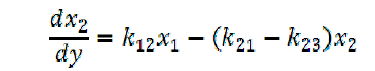 dx₂/dy = k₁₂x₁ − (k₂₁ − k₂₃)x₂